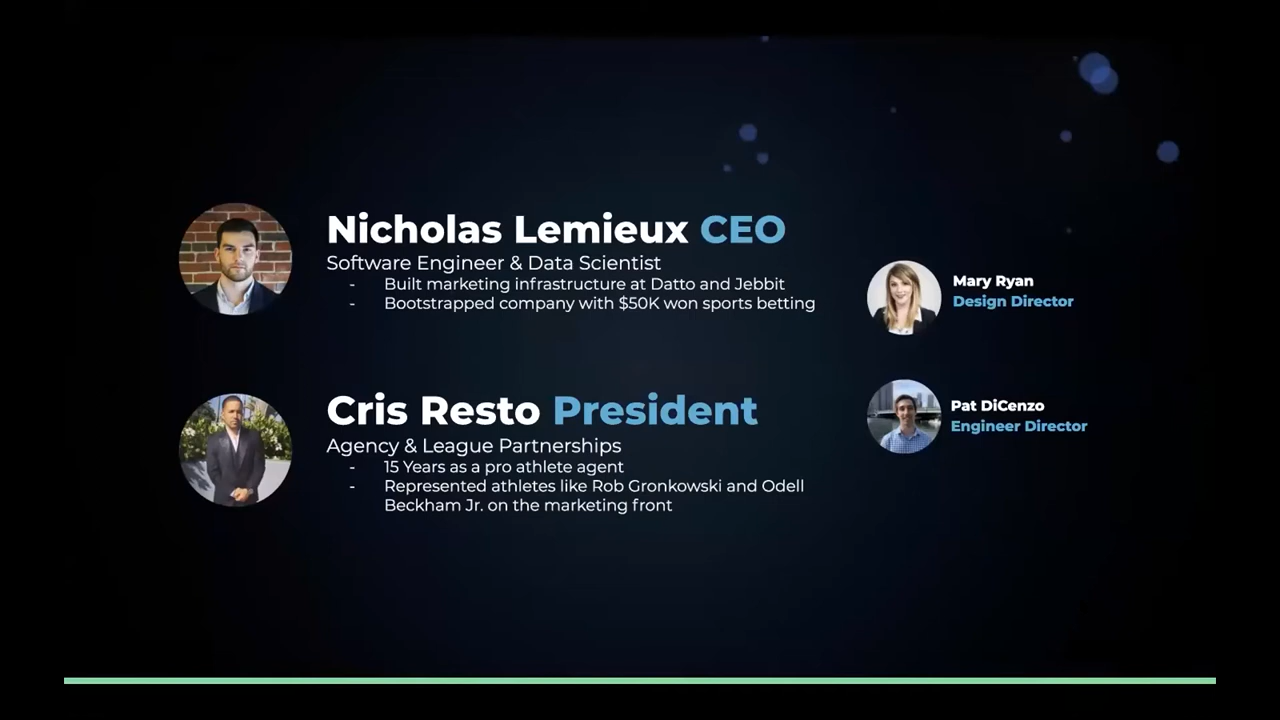 Nicholas Lemieux CEO
Software Engineer & Data Scientist
- Built marketing infrastructure at Datto and Jebbit
- Bootstrapped company with $50K won sports betting
Cris Resto President
Agency & League Partnerships
- 15 Years as a pro athlete agent
- Represented athletes like Rob Gronkowski and Odell
Beckham Jr. on the marketing front
Mary Ryan
Design Director
Pat DiCenzo
Engineer Director